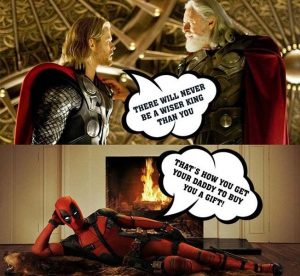 THERE WILL NEVER
BE A WISER KING
THAN YOU
THAT'S HOW YOU GET
YOUR DADDY TO BUY
YOU A GIFT!